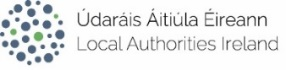 Údaráis Áitiúla Éireann
Local Authorities Ireland